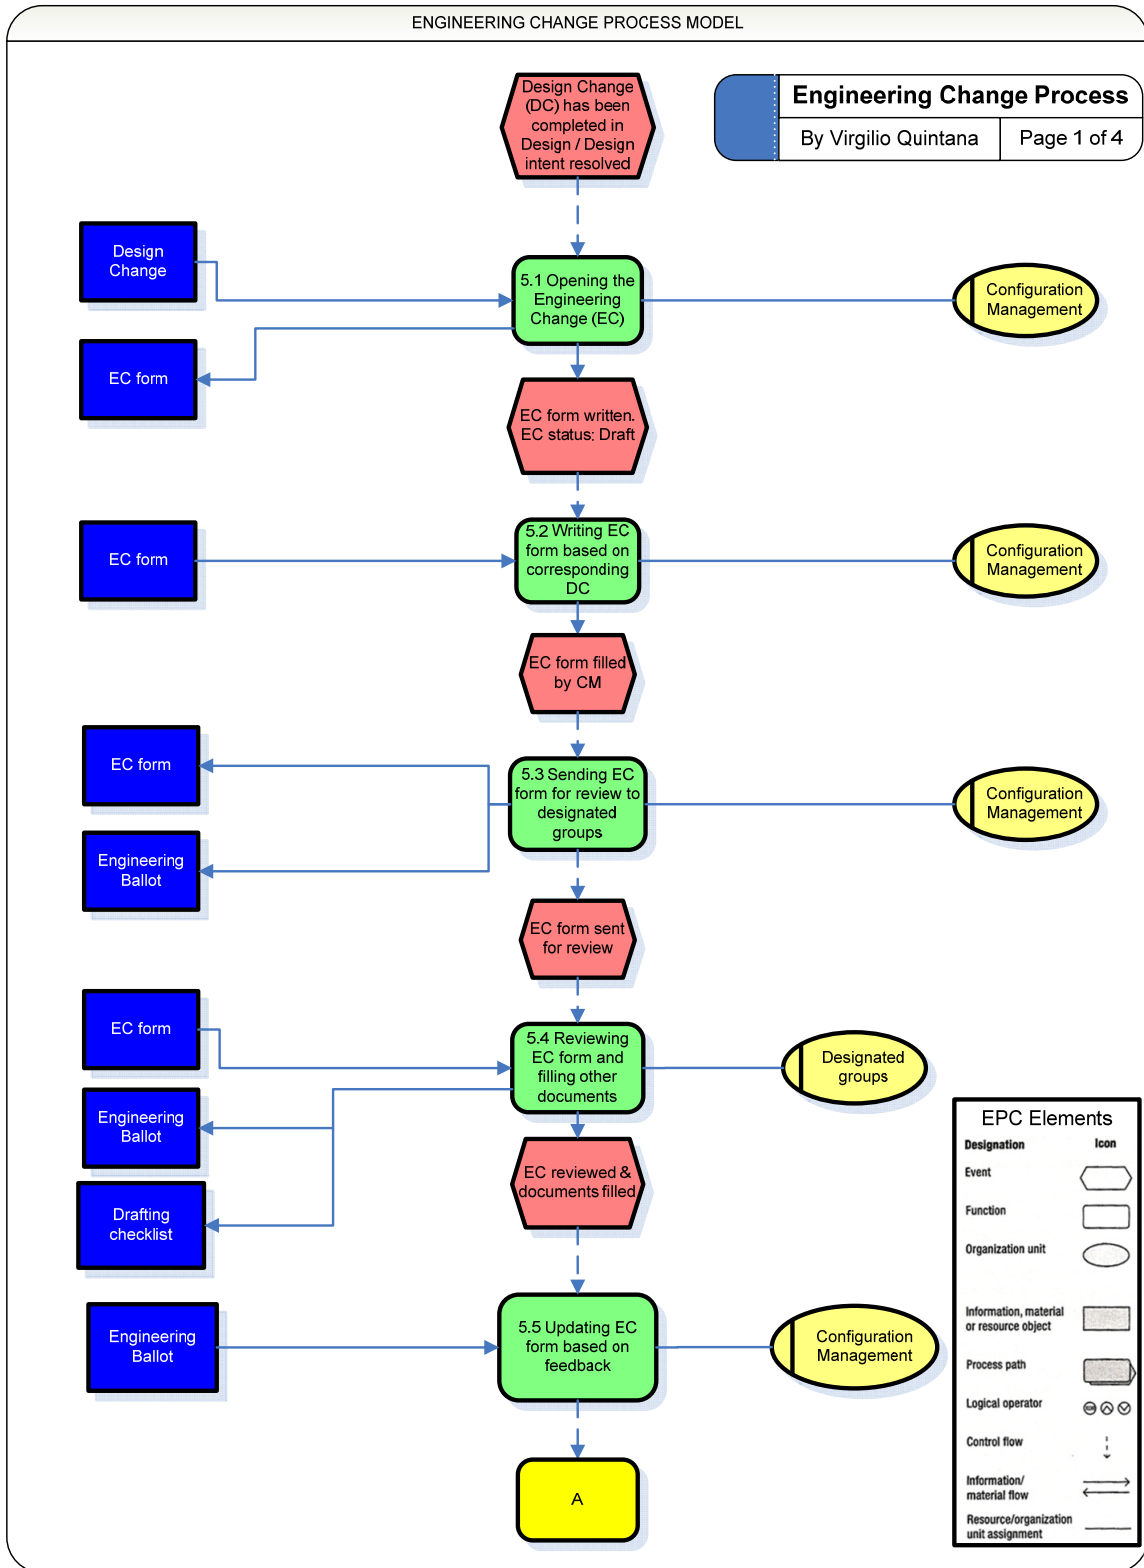 ENGINEERING CHANGE PROCESS MODEL
Engineering Change Process
By Virgilio Quintana
Page 1 of 4
Design Change
(DC) has been
completed in
Design / Design
intent resolved
Design
Change
5.1 Opening the
Engineering
Change (EC)
Configuration
Management
EC form
EC form written.
EC status: Draft
EC form
5.2 Writing EC
form based on
corresponding
DC
Configuration
Management
EC form filled
by CM
EC form
5.3 Sending EC
form for review to
designated
groups
Configuration
Management
Engineering
Ballot
EC form sent
for review
EC form
5.4 Reviewing
EC form and
filling other
documents
Designated
groups
Engineering
Ballot
EC reviewed &
documents filled
Drafting
checklist
Engineering
Ballot
5.5 Updating EC
form based on
feedback
Configuration
Management
A
EPC Elements
Designation Icon
Event
Function
Organization unit
Information, material
or resource object
Process path
Logical operator
Control flow
Information/
material flow
Resource/organization
unit assignment